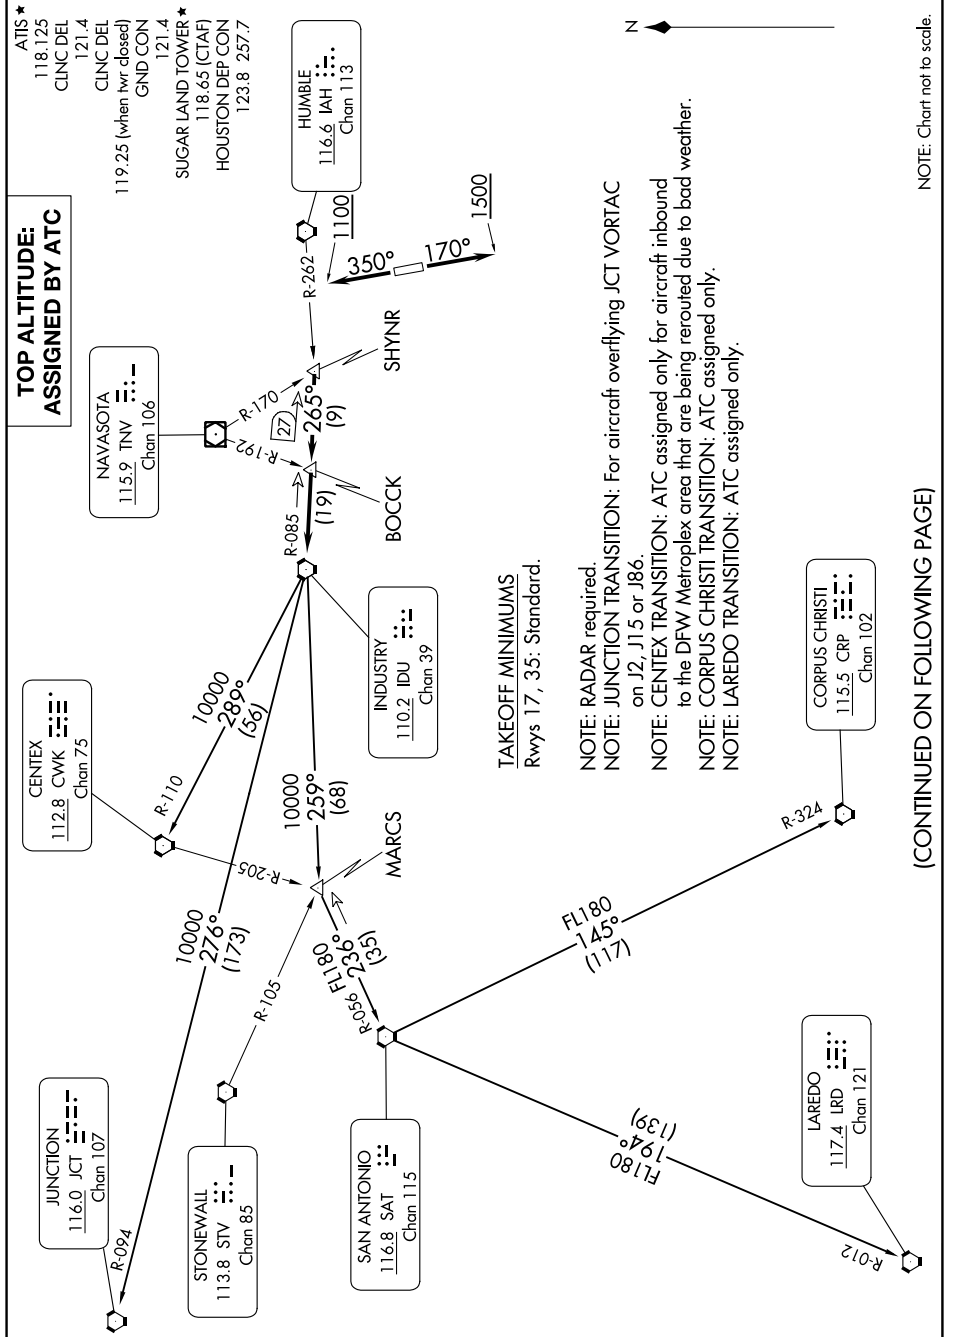 TOP ALTITUDE:
ASSIGNED BY ATC
ATIS ★
118.125
CLNC DEL
121.4
CLNC DEL
119.25 (when twr closed)
GND CON
121.4
SUGAR LAND TOWER ★
118.65 (CTAF)
HOUSTON DEP CON
123.8 257.7
JUNCTION
116.0 JCT
Chan 107
CENTEX
112.8 CWK
Chan 75
NAVASOTA
115.9 TNV
Chan 106
HUMBLE
116.6 IAH
Chan 113
STONEWALL
113.8 STV
Chan 85
SAN ANTONIO
116.8 SAT
Chan 115
INDUSTRY
110.2 IDU
Chan 39
LAREDO
117.4 LRD
Chan 121
CORPUS CHRISTI
115.5 CRP
Chan 102
R-094
10000
276°
(173)
R-110
10000
289°
(56)
R-205
R-105
10000
259°
(68)
MARCS
R-056
FL180
236°
(35)
R-085
(19)
BOCCK
R-192
R-170
27
265°
(9)
SHYNR
R-262
1100
350°
170°
1500
FL180
194°
(139)
R-012
FL180
145°
(117)
R-324
N
TAKEOFF MINIMUMS
Rwys 17, 35: Standard.
NOTE: RADAR required.
NOTE: JUNCTION TRANSITION: For aircraft overflying JCT VORTAC
on J2, J15 or J86.
NOTE: CENTEX TRANSITION: ATC assigned only for aircraft inbound
to the DFW Metroplex area that are being rerouted due to bad weather.
NOTE: CORPUS CHRISTI TRANSITION: ATC assigned only.
NOTE: LAREDO TRANSITION: ATC assigned only.
(CONTINUED ON FOLLOWING PAGE)
NOTE: Chart not to scale.